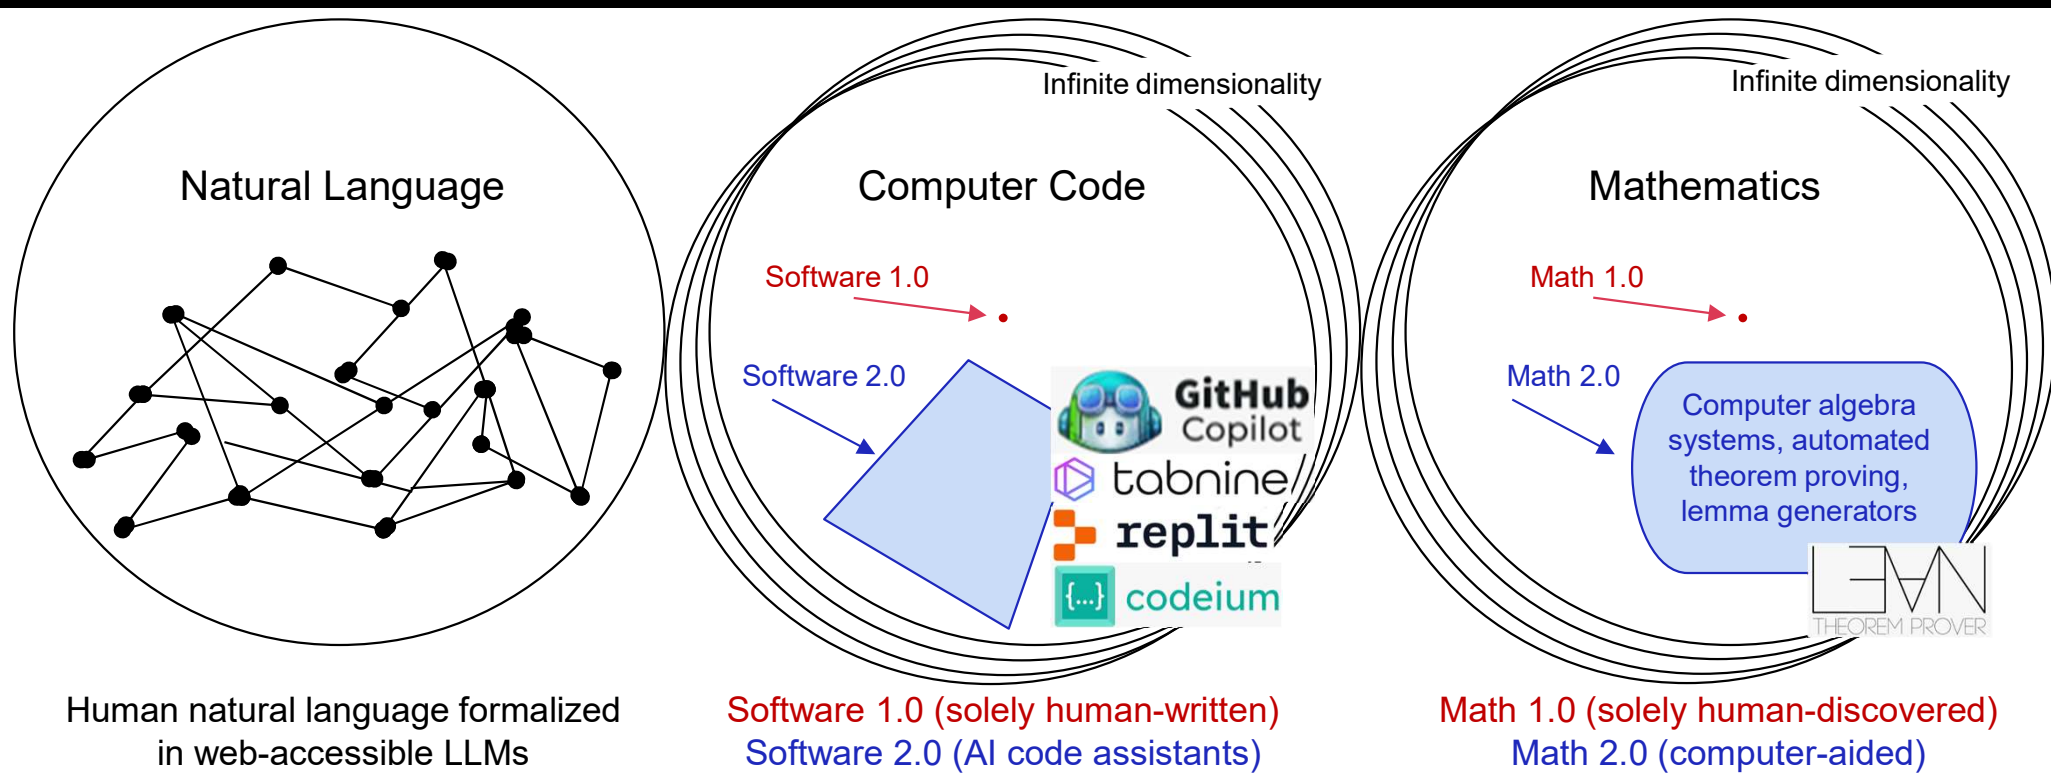 Natural Language
Human natural language formalized
in web-accessible LLMs
Infinite dimensionality
Computer Code
Software 1.0
Software 2.0
GitHub
Copilot
tabnine
replit
{...} codeium
Software 1.0 (solely human-written)
Software 2.0 (AI code assistants)
Infinite dimensionality
Mathematics
Math 1.0
Math 2.0
Computer algebra
systems, automated
theorem proving,
lemma generators
LEAN
THEOREM PROVER
Math 1.0 (solely human-discovered)
Math 2.0 (computer-aided)